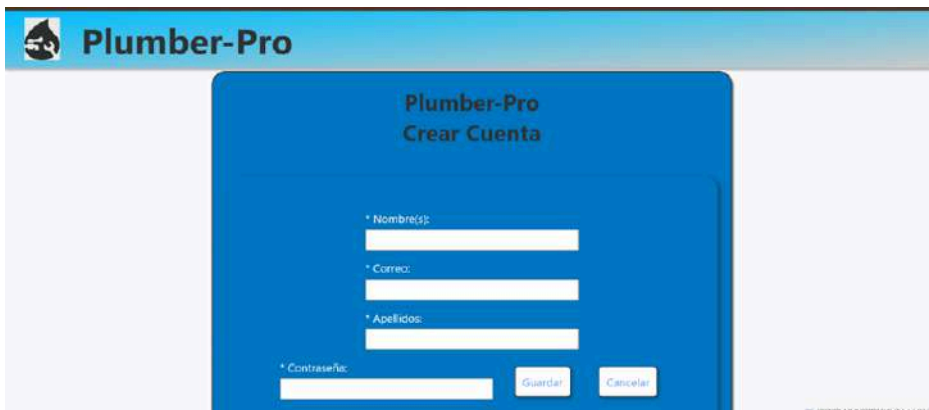 Plumber-Pro
Plumber-Pro
Crear Cuenta
* Nombre(s):
* Correo:
* Apellidos:
* Contraseña:
Guardar Cancelar